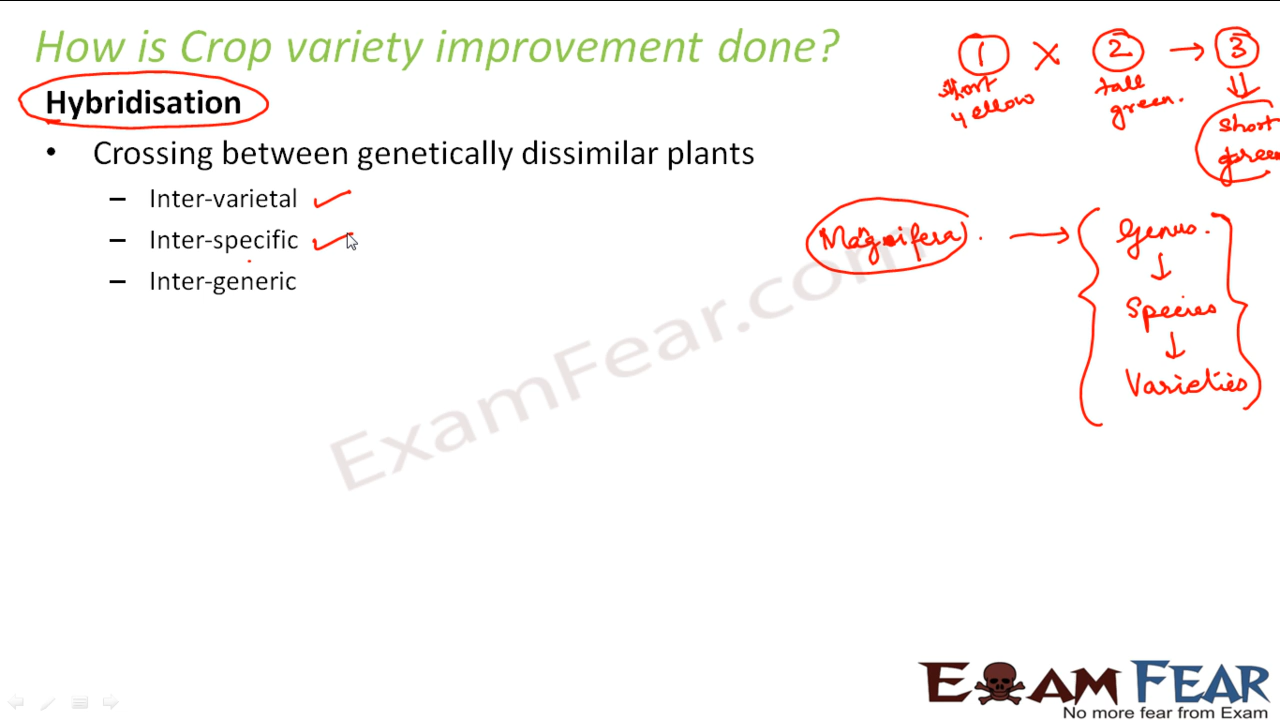 How is Crop variety improvement done?
1 × 2 → 3
short yellow
tall green.
short green
Hybridisation
• Crossing between genetically dissimilar plants
– Inter-varietal ✓
– Inter-specific ✓
– Inter-generic
Magnifera. → Genus.
↓
Species
↓
Varieties
ExamFear.com
EXAM FEAR
No more fear from Exam